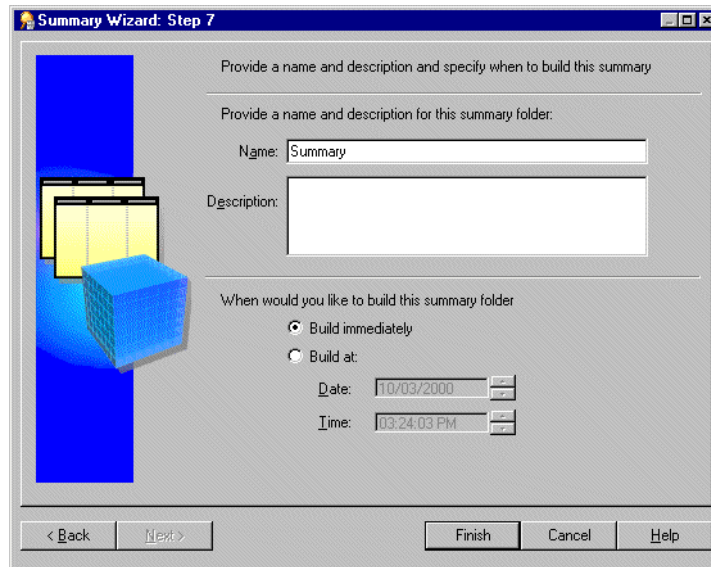 Summary Wizard: Step 7
Provide a name and description and specify when to build this summary
Provide a name and description for this summary folder:
Name: Summary
Description:
When would you like to build this summary folder
Build immediately
Build at:
Date: 10/03/2000
Time: 03:24:03 PM
< Back Next > Finish Cancel Help